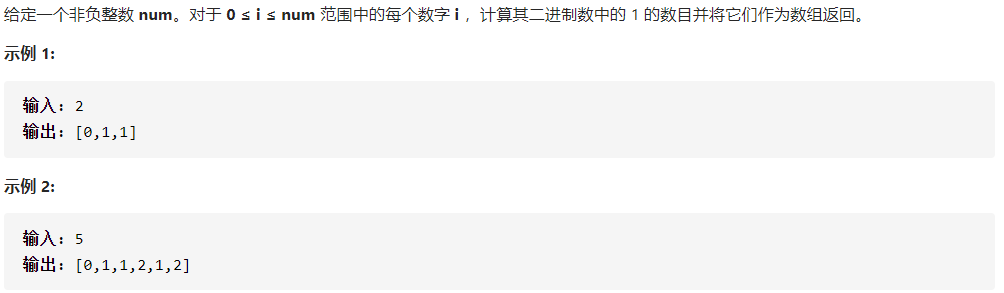 给定一个非负整数 num。对于 0 ≤ i ≤ num 范围中的每个数字 i ，计算其二进制数中的 1 的数目并将它们作为数组返回。
示例 1:
输入：2
输出：[0,1,1]
示例 2:
输入：5
输出：[0,1,1,2,1,2]